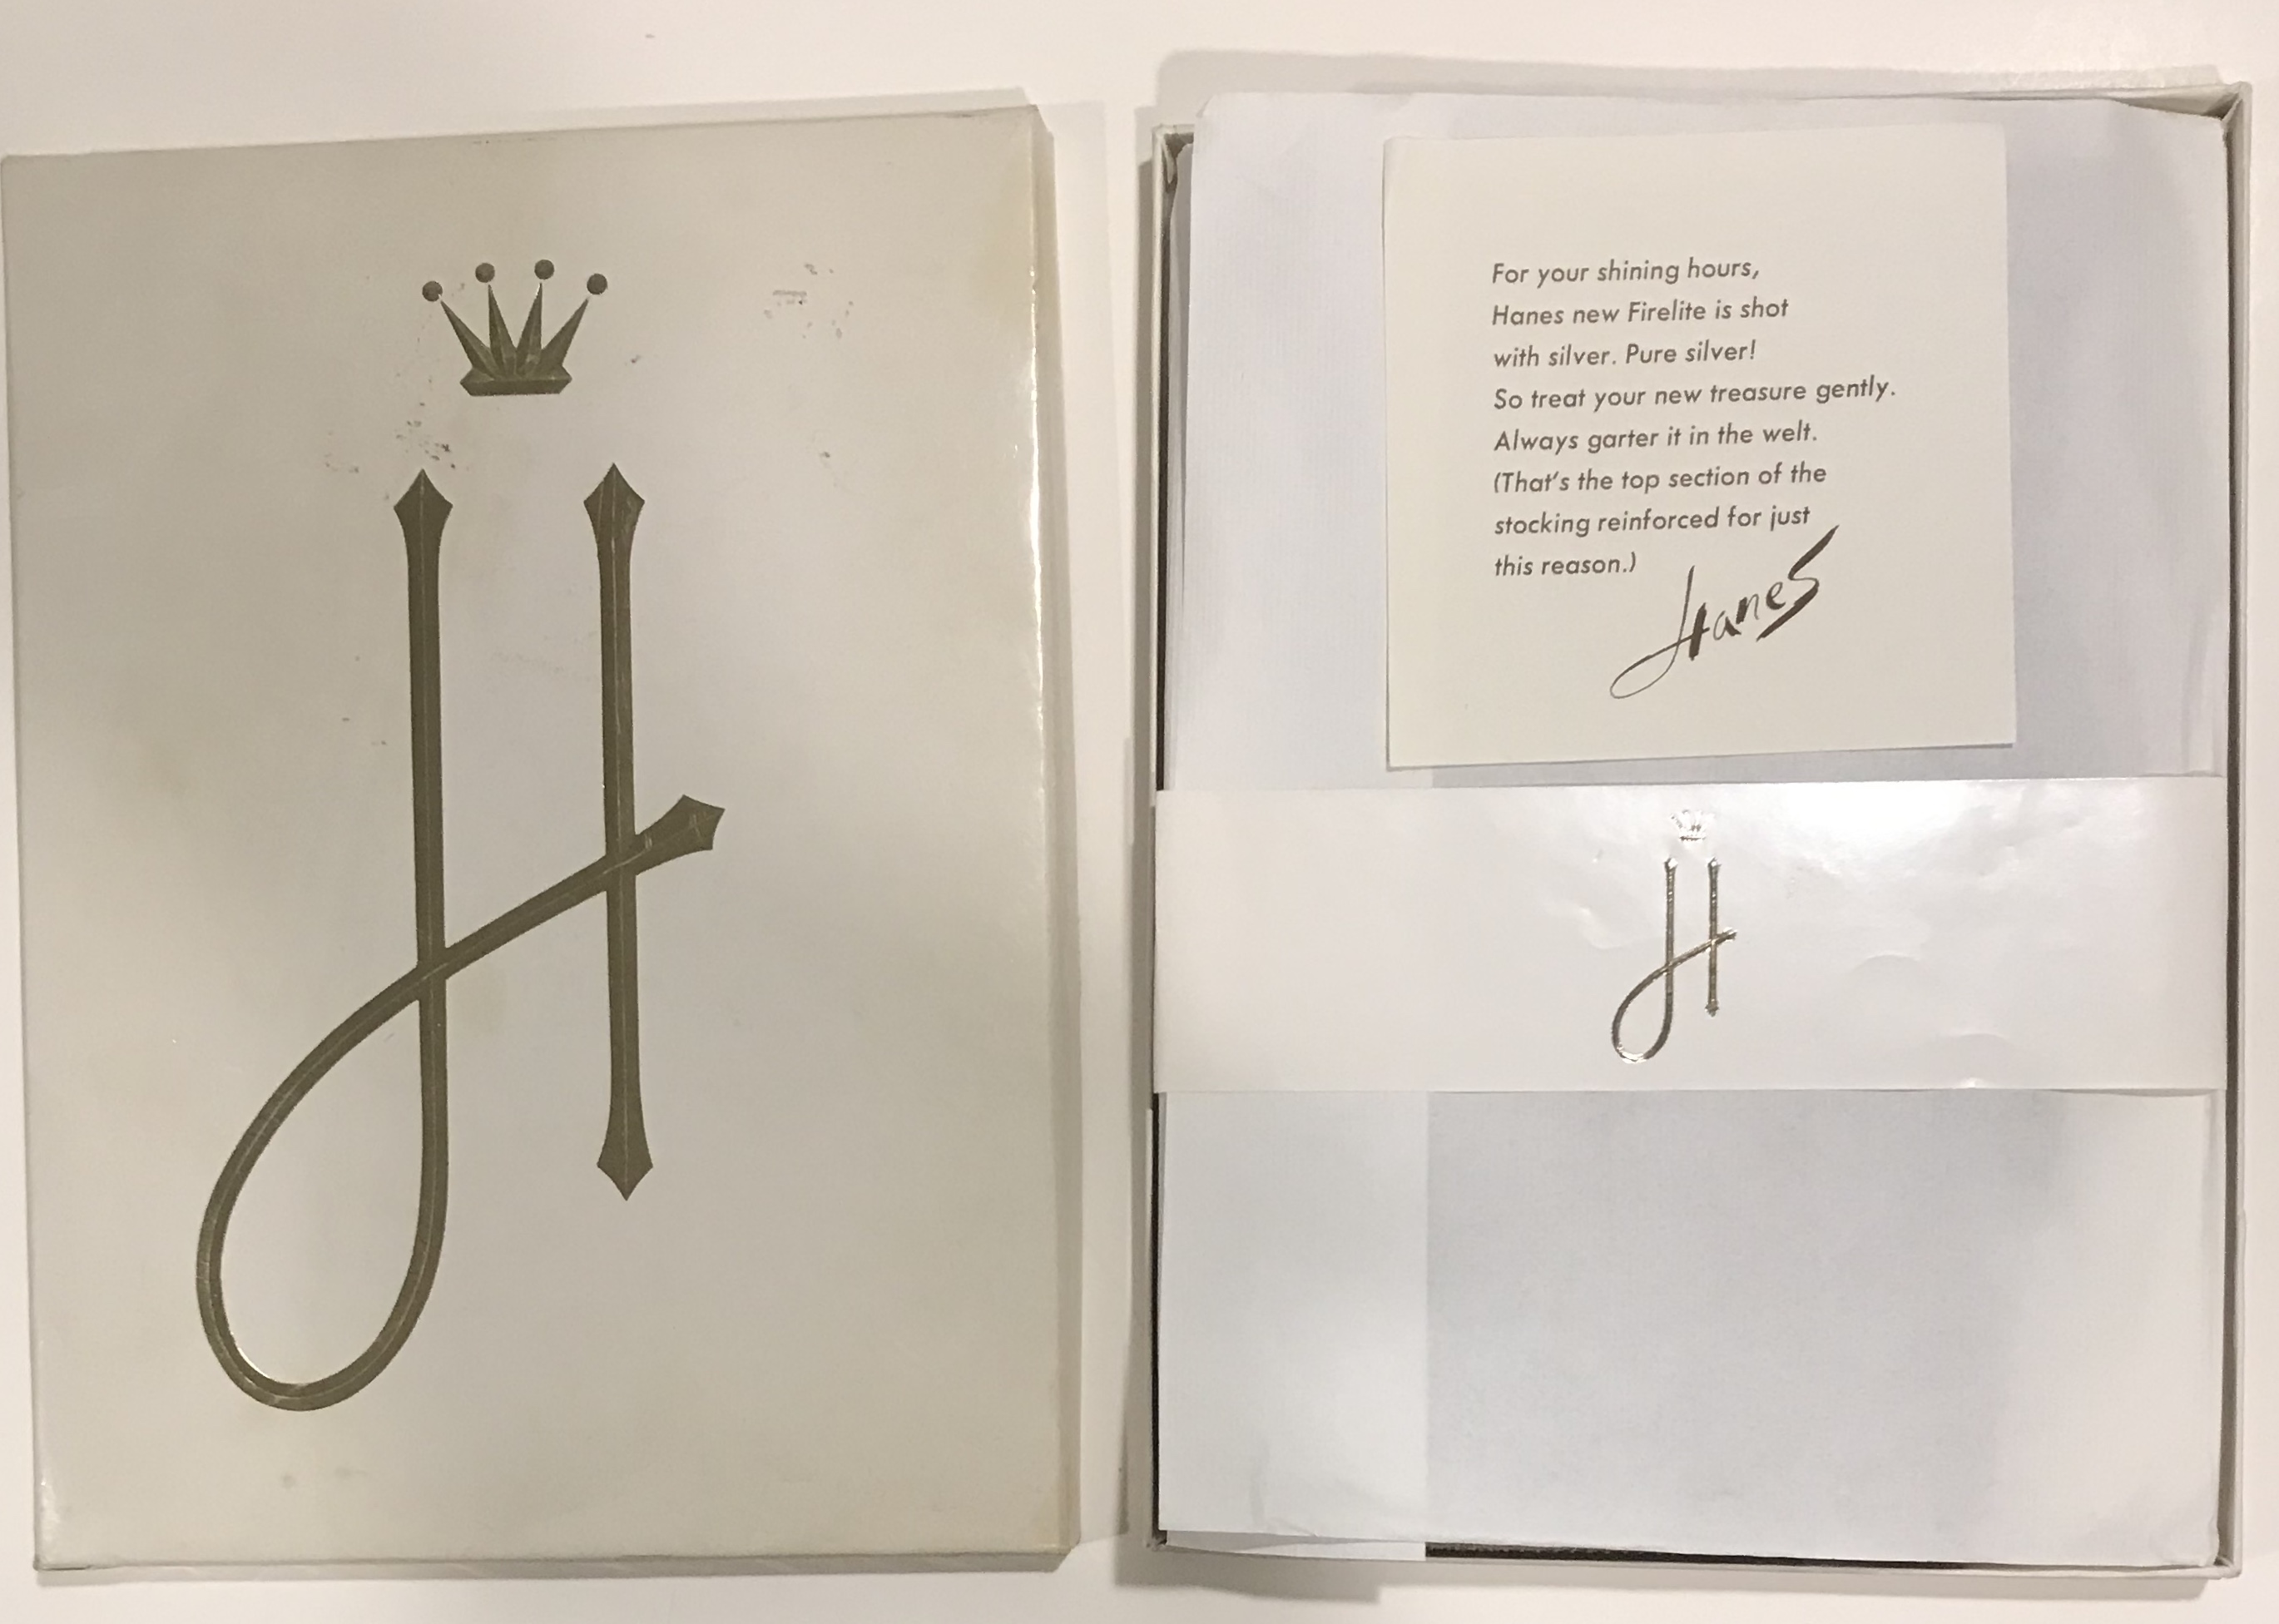 H
For your shining hours,
Hanes new Firelite is shot
with silver. Pure silver!
So treat your new treasure gently.
Always garter it in the welt.
(That's the top section of the
stocking reinforced for just
this reason.)
Hanes
H